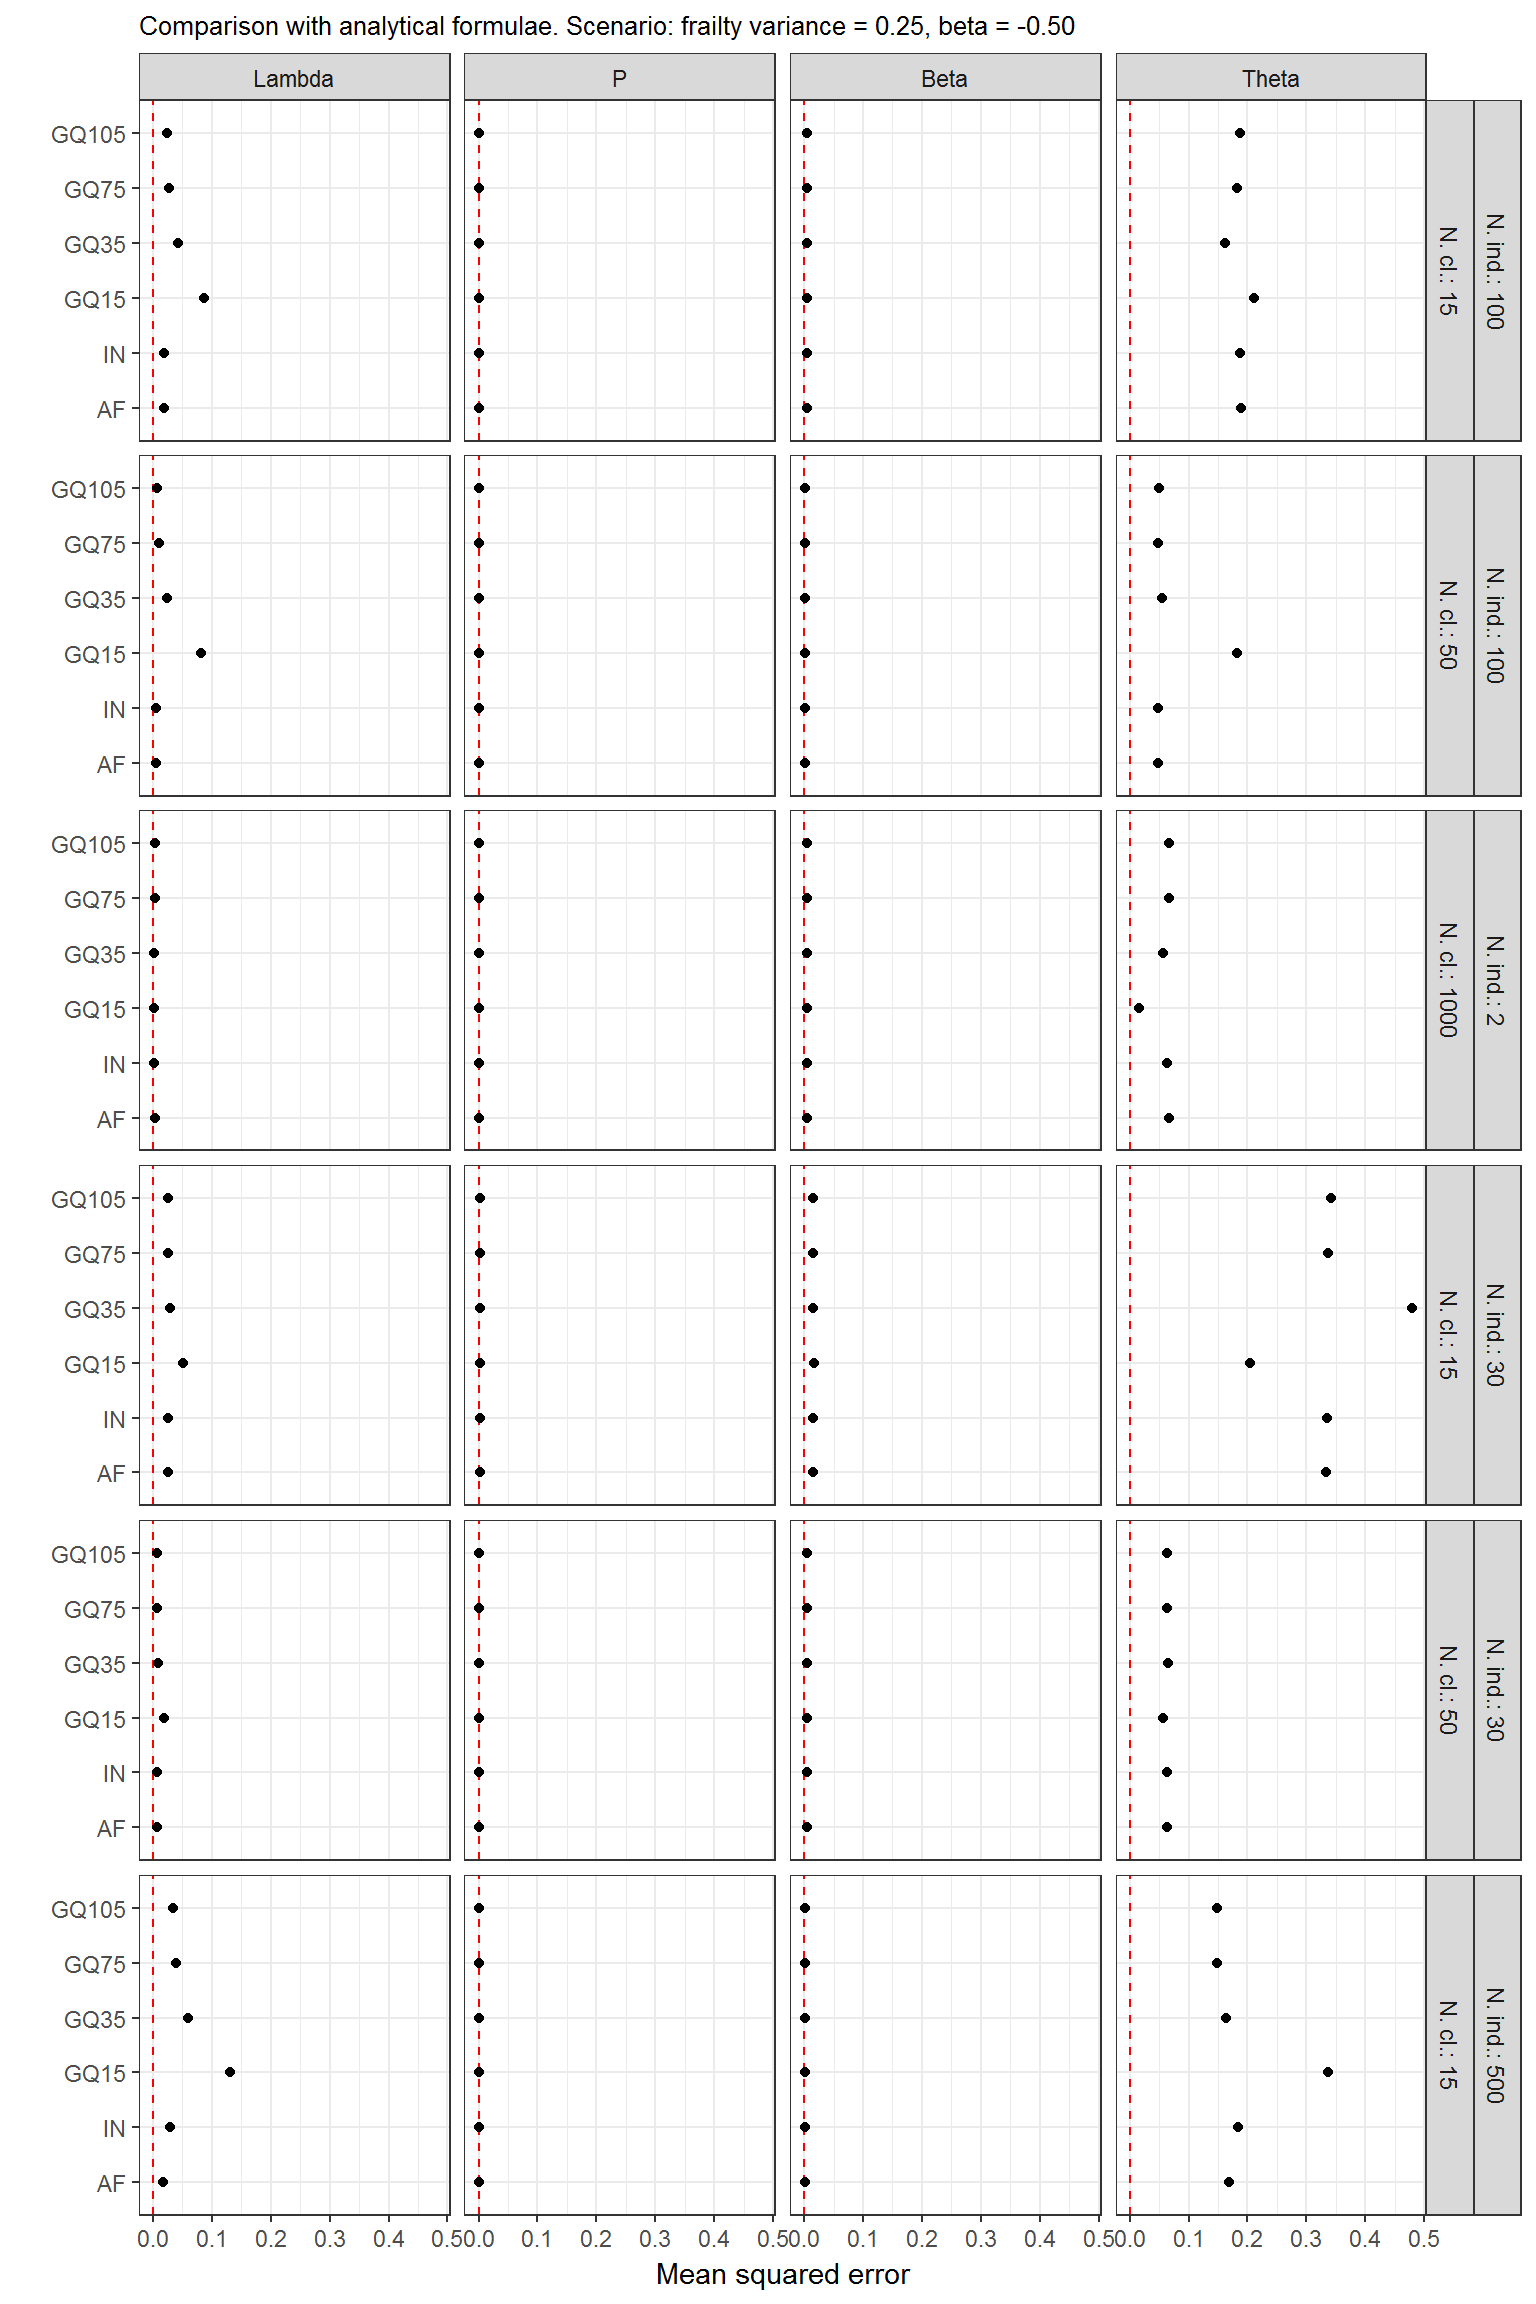 Comparison with analytical formulae. Scenario: frailty variance = 0.25, beta = -0.50
Lambda P Beta Theta
GQ105
GQ75
GQ35
GQ15
IN
AF
N. cl.: 15
N. ind.: 100
GQ105
GQ75
GQ35
GQ15
IN
AF
N. cl.: 50
N. ind.: 100
GQ105
GQ75
GQ35
GQ15
IN
AF
N. cl.: 1000
N. ind.: 2
GQ105
GQ75
GQ35
GQ15
IN
AF
N. cl.: 15
N. ind.: 30
GQ105
GQ75
GQ35
GQ15
IN
AF
N. cl.: 50
N. ind.: 30
GQ105
GQ75
GQ35
GQ15
IN
AF
N. cl.: 15
N. ind.: 500
0.0 0.1 0.2 0.3 0.4 0.5 0.0 0.1 0.2 0.3 0.4 0.5 0.0 0.1 0.2 0.3 0.4 0.5 0.0 0.1 0.2 0.3 0.4 0.5
Mean squared error